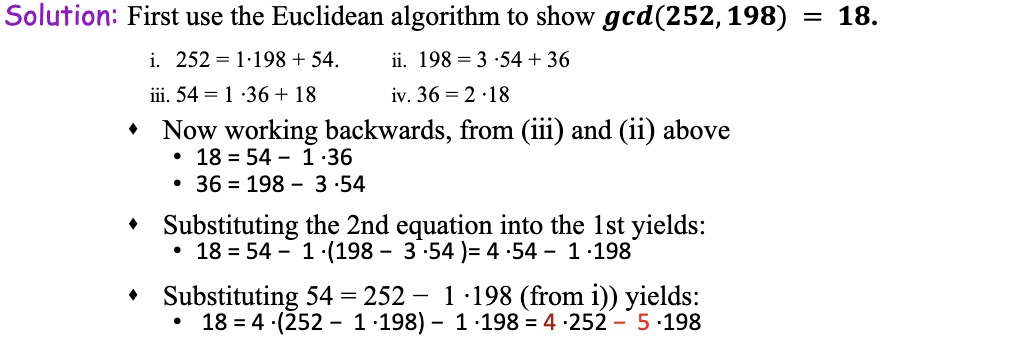 Solution: First use the Euclidean algorithm to show gcd(252, 198) = 18.
i. 252 = 1·198 + 54. ii. 198 = 3 ·54 + 36
iii. 54 = 1 ·36 + 18 iv. 36 = 2 ·18
♦ Now working backwards, from (iii) and (ii) above
• 18 = 54 – 1 ·36
• 36 = 198 – 3 ·54
♦ Substituting the 2nd equation into the 1st yields:
• 18 = 54 – 1 ·(198 – 3 ·54 )= 4 ·54 – 1 ·198
♦ Substituting 54 = 252 – 1 ·198 (from i)) yields:
• 18 = 4 ·(252 – 1 ·198) – 1 ·198 = 4 ·252 – 5 ·198